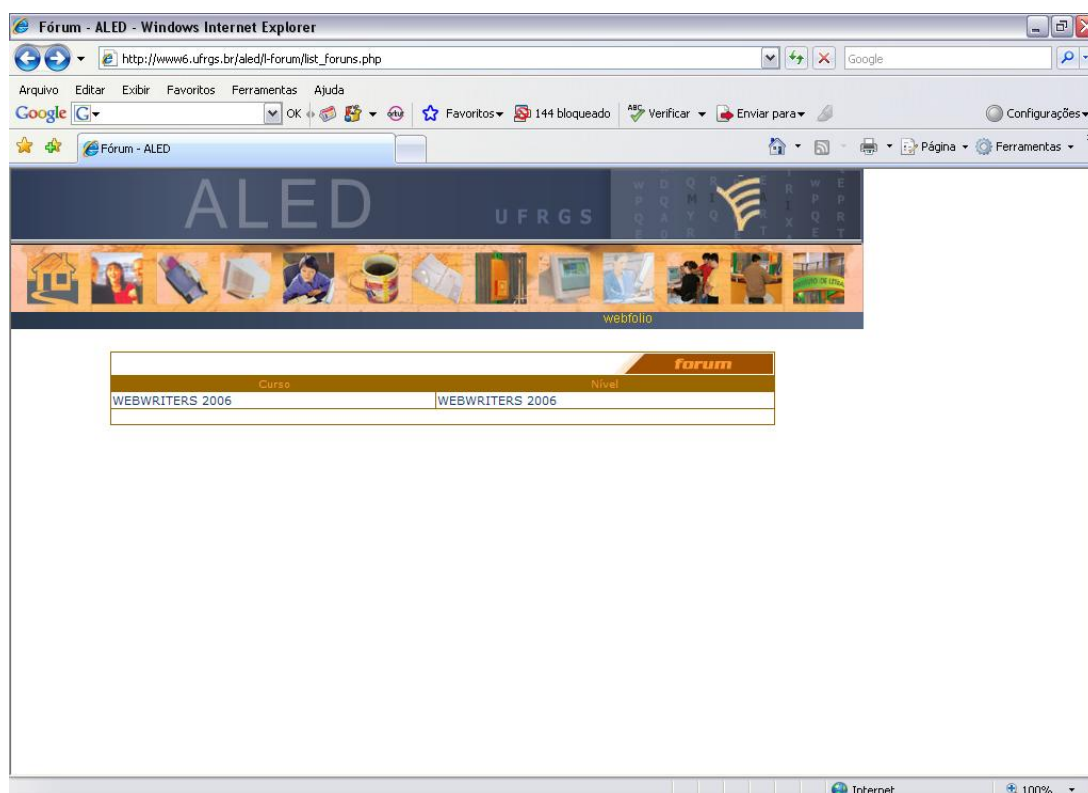 Fórum - ALED - Windows Internet Explorer
http://www6.ufrgs.br/aled/l-forum/list_foruns.php
Google
Arquivo Editar Exibir Favoritos Ferramentas Ajuda
Google G OK Favoritos 144 bloqueado ABC Verificar Enviar para Configurações
Fórum - ALED
Página Ferramentas
ALED
UFRGS
webfolio
forum
Curso Nível
WEBWRITERS 2006 WEBWRITERS 2006
Internet 100%